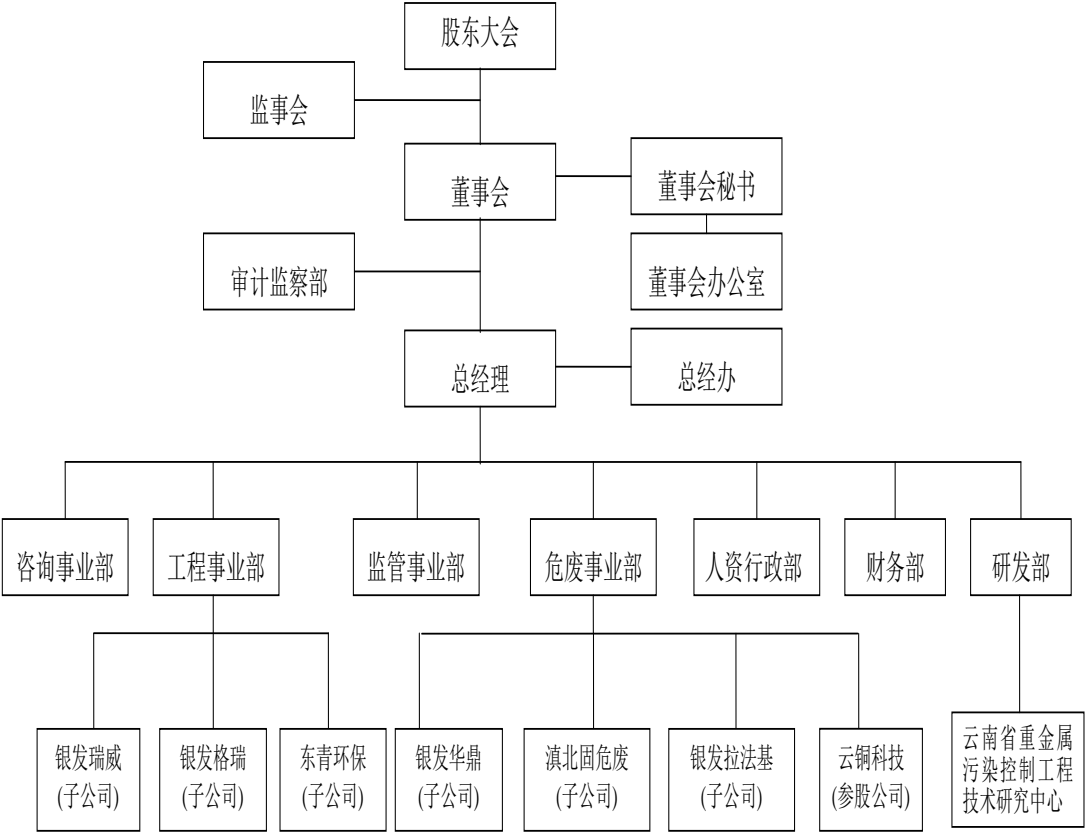 股东大会
监事会
董事会
董事会秘书
审计监察部
董事会办公室
总经理
总经办
咨询事业部
工程事业部
监管事业部
危废事业部
人资行政部
财务部
研发部
银发瑞威
(子公司)
银发格瑞
(子公司)
东青环保
(子公司)
银发华鼎
(子公司)
滇北固危废
(子公司)
银发拉法基
(子公司)
云铜科技
(参股公司)
云南省重金属
污染控制工程
技术研究中心